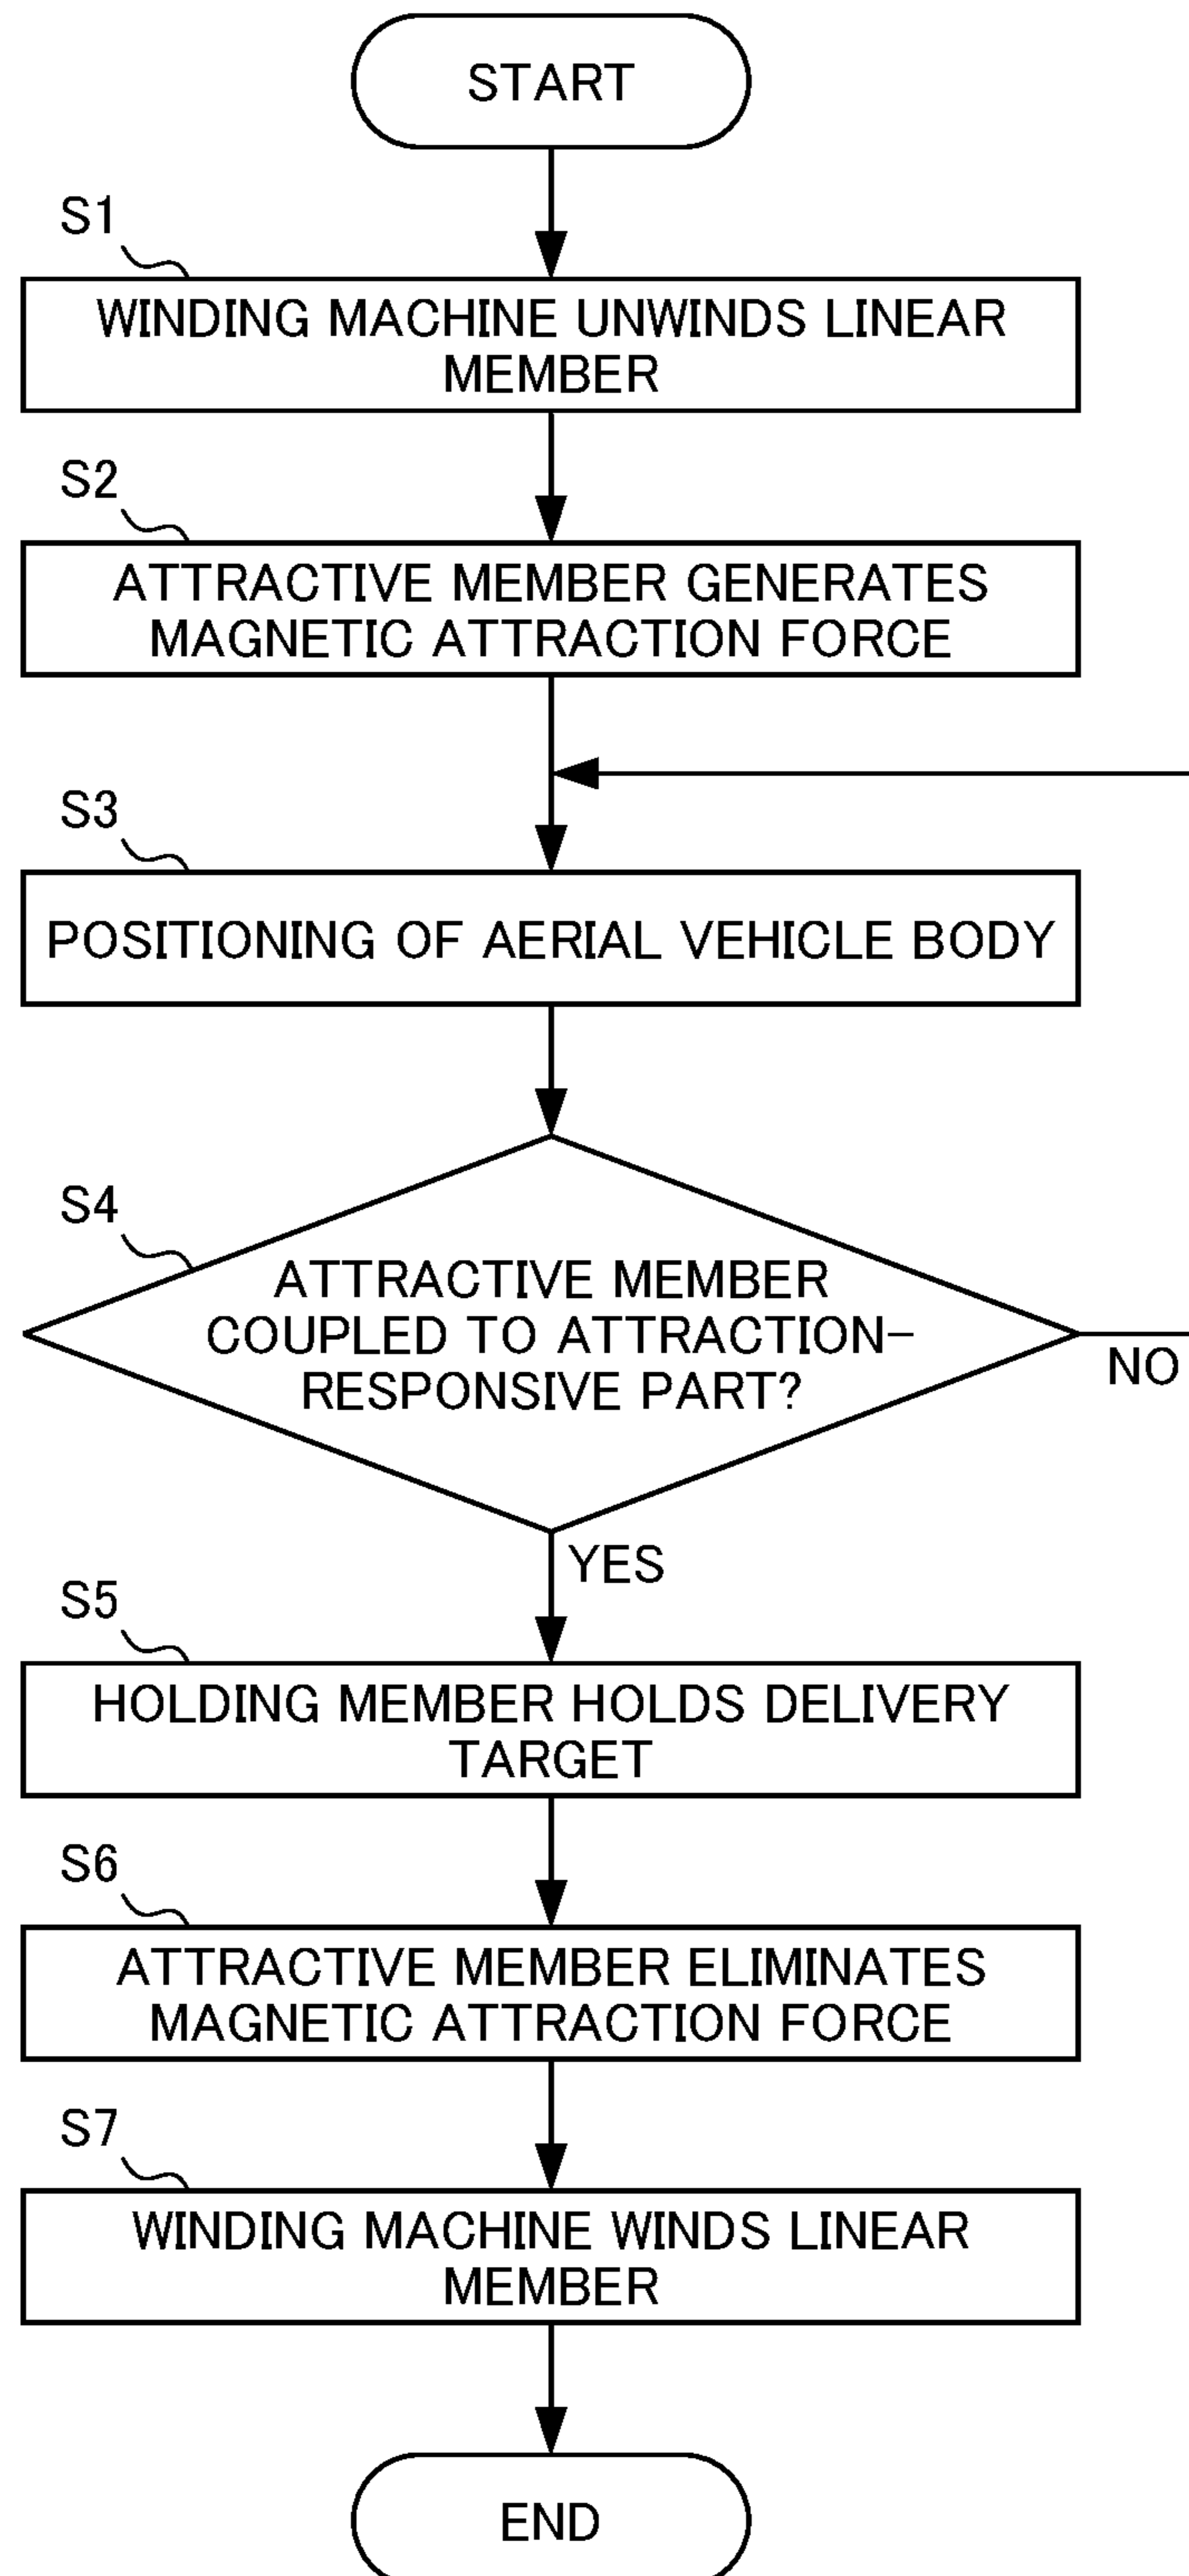 START
S1
WINDING MACHINE UNWINDS LINEAR
MEMBER
S2
ATTRACTIVE MEMBER GENERATES
MAGNETIC ATTRACTION FORCE
S3
POSITIONING OF AERIAL VEHICLE BODY
S4
ATTRACTIVE MEMBER
COUPLED TO ATTRACTION-
RESPONSIVE PART?
NO
YES
S5
HOLDING MEMBER HOLDS DELIVERY
TARGET
S6
ATTRACTIVE MEMBER ELIMINATES
MAGNETIC ATTRACTION FORCE
S7
WINDING MACHINE WINDS LINEAR
MEMBER
END